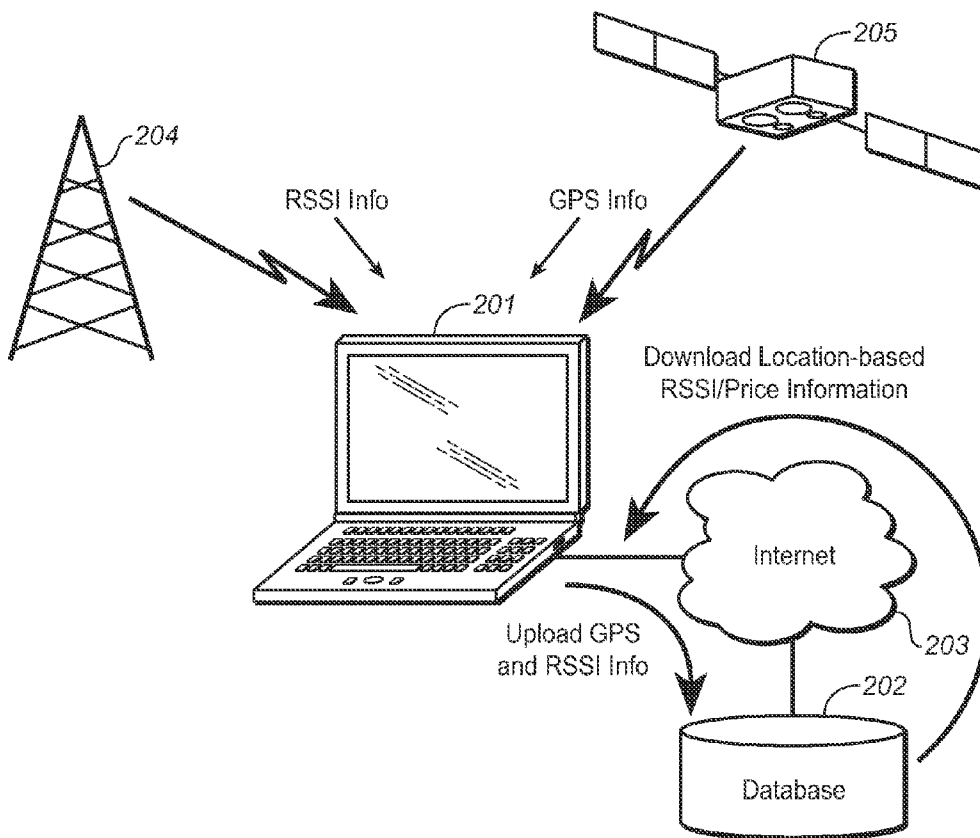 205
204
RSSI Info
GPS Info
201
Download Location-based
RSSI/Price Information
Internet
Upload GPS
and RSSI Info
203
202
Database